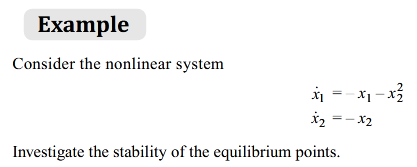 Example
Consider the nonlinear system
ẋ₁ = − x₁ − x₂²
ẋ₂ = − x₂
Investigate the stability of the equilibrium points.